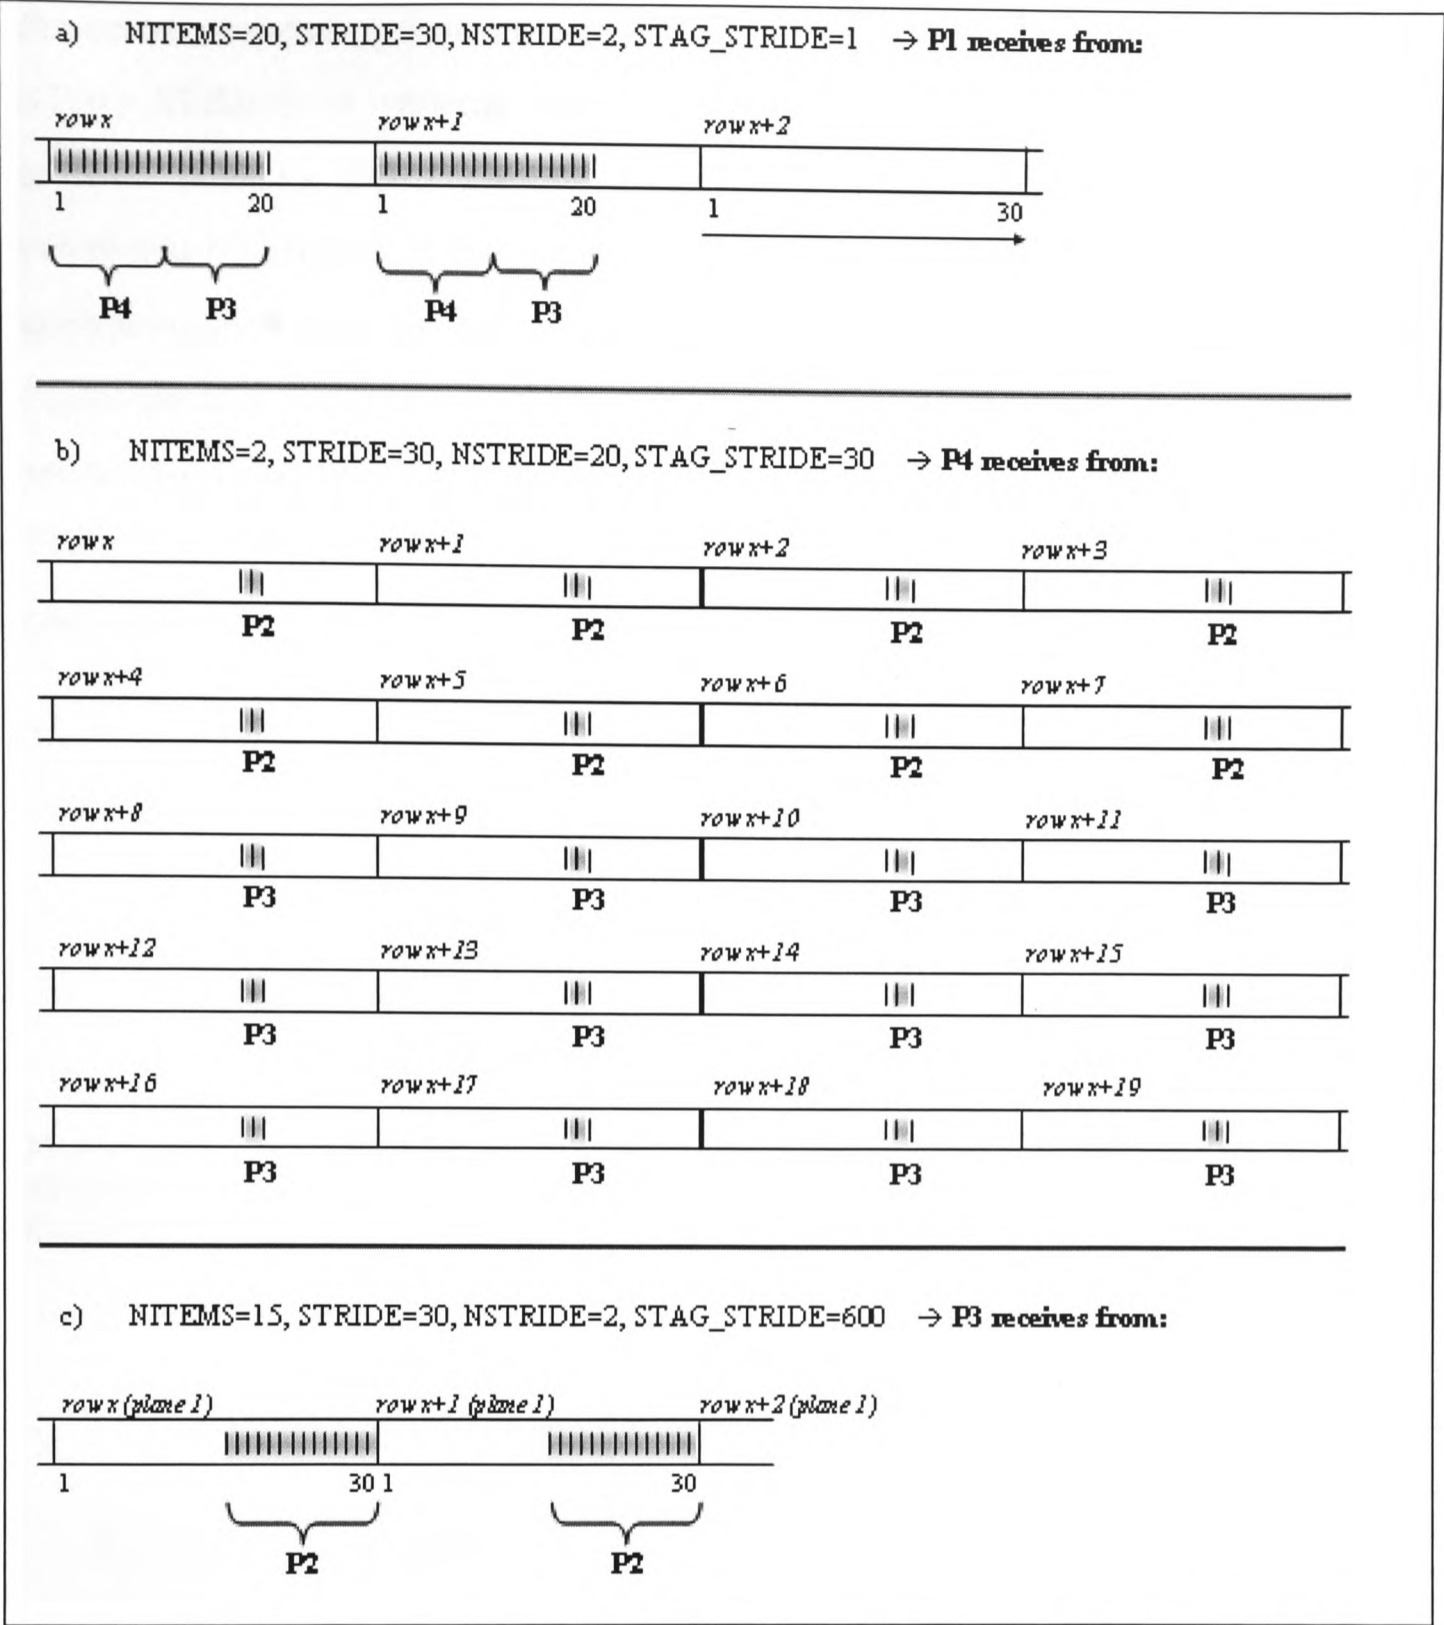 a) NITEMS=20, STRIDE=30, NSTRIDE=2, STAG_STRIDE=1 → P1 receives from:
row x row x+1 row x+2
1 20 1 20 1 30
P4 P3 P4 P3
b) NITEMS=2, STRIDE=30, NSTRIDE=20, STAG_STRIDE=30 → P4 receives from:
row x row x+1 row x+2 row x+3
P2 P2 P2 P2
row x+4 row x+5 row x+6 row x+7
P2 P2 P2 P2
row x+8 row x+9 row x+10 row x+11
P3 P3 P3 P3
row x+12 row x+13 row x+14 row x+15
P3 P3 P3 P3
row x+16 row x+17 row x+18 row x+19
P3 P3 P3 P3
c) NITEMS=15, STRIDE=30, NSTRIDE=2, STAG_STRIDE=600 → P3 receives from:
row x (plane 1) row x+1 (plane 1) row x+2 (plane 1)
1 30 1 30
P2 P2